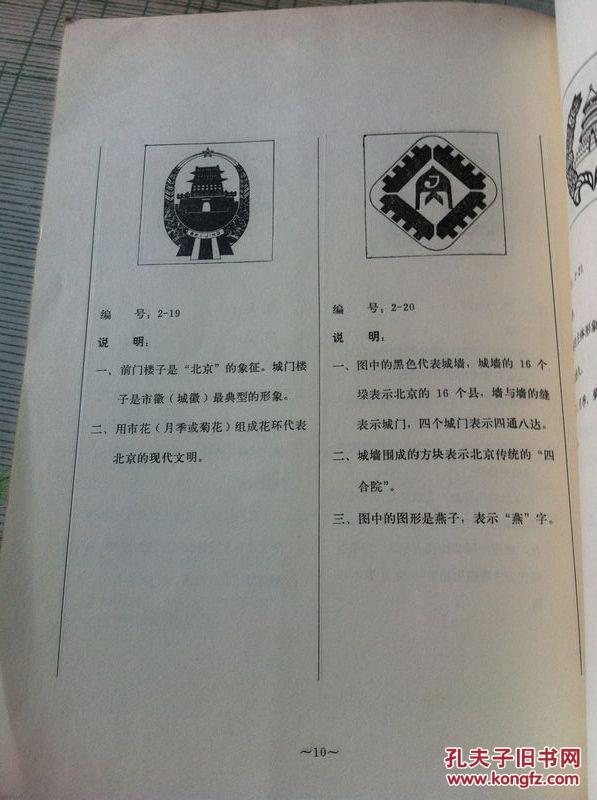 编 号：2-19
说 明：
一、前门楼子是“北京”的象征。城门楼
子是市徽（城徽）最典型的形象。
二、用市花（月季或菊花）组成花环代表
北京的现代文明。
编 号：2-20
说 明：
一、图中的黑色代表城墙，城墙的 16 个
垛表示北京的 16 个县，墙与墙的缝
表示城门，四个城门表示四通八达。
二、城墙围成的方块表示北京传统的“四
合院”。
三、图中的图形是燕子，表示“燕”字。
～10～
2-21
孔夫子旧书网
www.kongfz.com